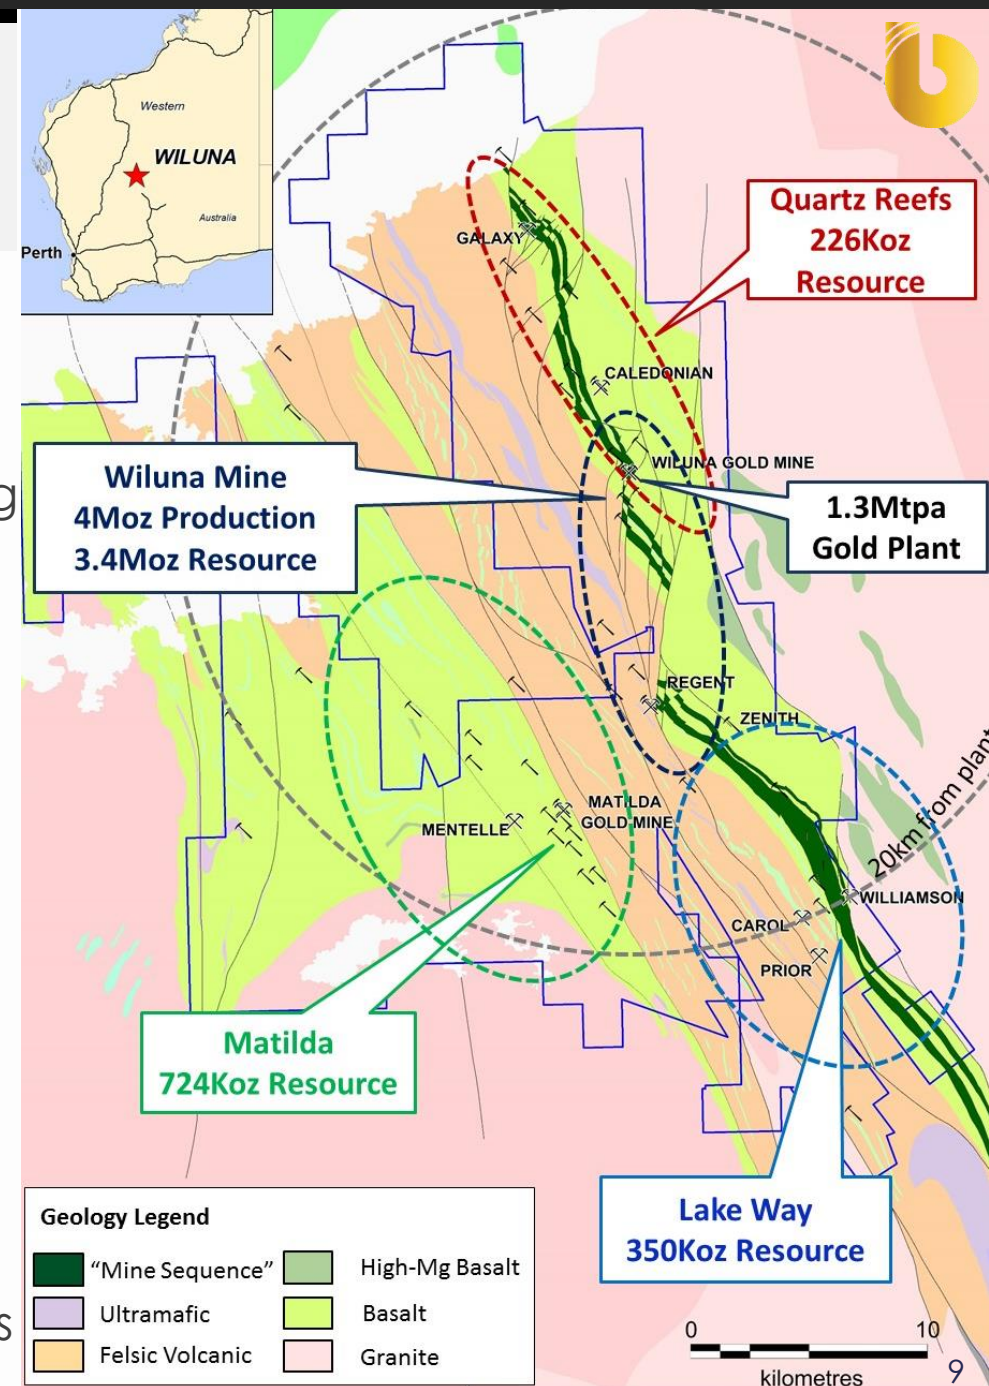 Western
WILUNA
Australia
Perth
b
Quartz Reefs
226Koz
Resource
GALAXY
CALEDONIAN
g
Wiluna Mine
4Moz Production
3.4Moz Resource
WILUNA GOLD MINE
1.3Mtpa
Gold Plant
REGENT
ZENITH
20km from plant
MATILDA
GOLD MINE
MENTELLE
WILLIAMSON
CAROL
PRIOR
Matilda
724Koz Resource
Lake Way
350Koz Resource
Geology Legend
“Mine Sequence”
High-Mg Basalt
Ultramafic
Basalt
s
Felsic Volcanic
Granite
0 10
kilometres
9